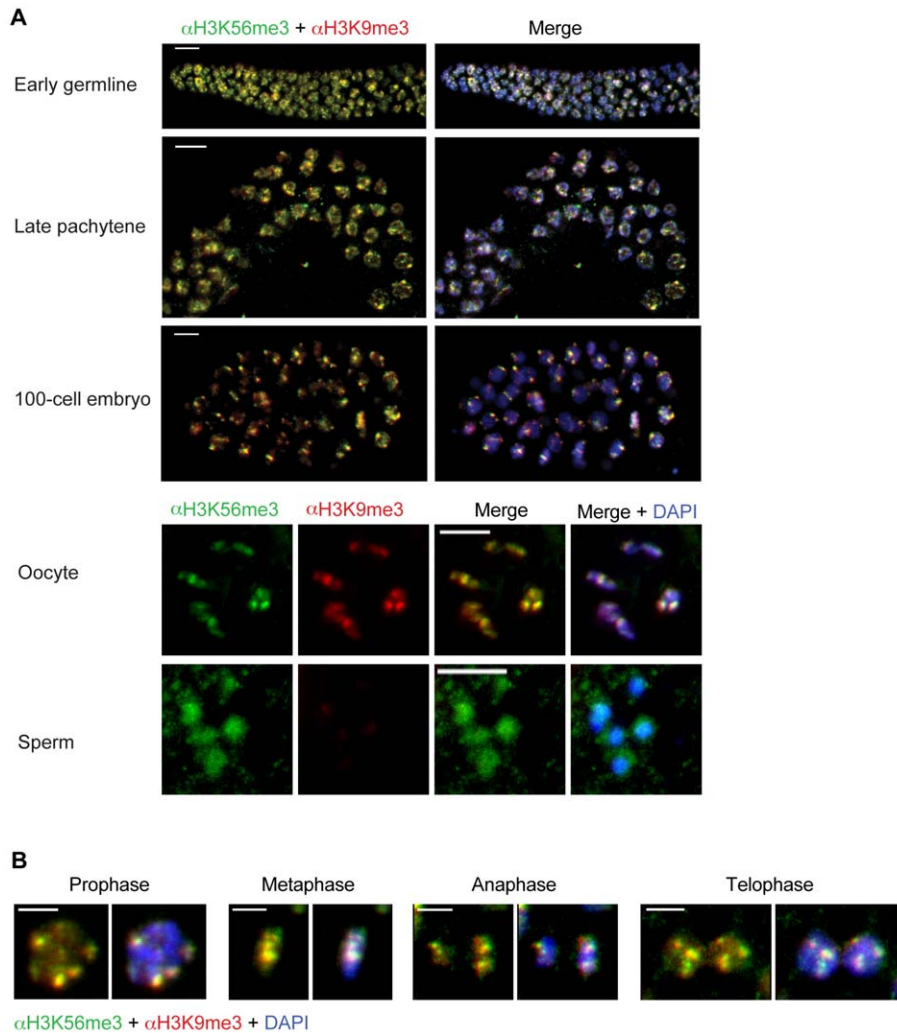 A
αH3K56me3 + αH3K9me3 Merge
Early germline
Late pachytene
100-cell embryo
αH3K56me3 αH3K9me3 Merge Merge + DAPI
Oocyte
Sperm
B
Prophase Metaphase Anaphase Telophase
αH3K56me3 + αH3K9me3 + DAPI